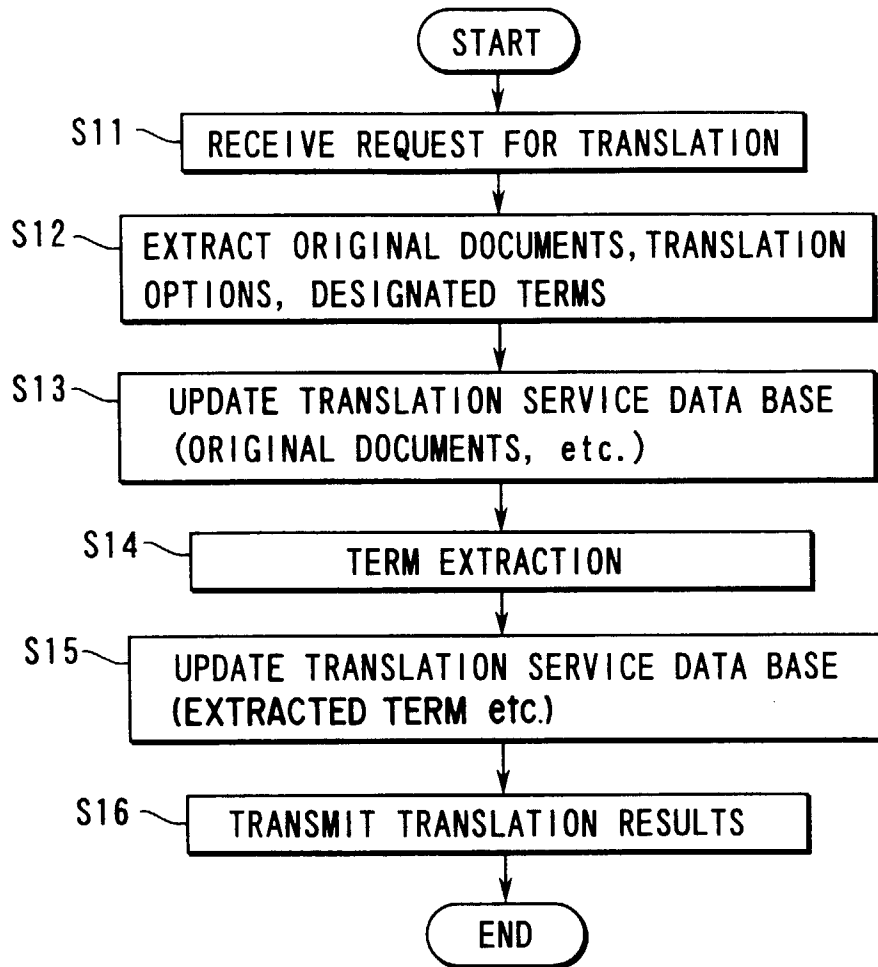 START
S11
RECEIVE REQUEST FOR TRANSLATION
S12
EXTRACT ORIGINAL DOCUMENTS, TRANSLATION
OPTIONS, DESIGNATED TERMS
S13
UPDATE TRANSLATION SERVICE DATA BASE
(ORIGINAL DOCUMENTS, etc.)
S14
TERM EXTRACTION
S15
UPDATE TRANSLATION SERVICE DATA BASE
(EXTRACTED TERM etc.)
S16
TRANSMIT TRANSLATION RESULTS
END